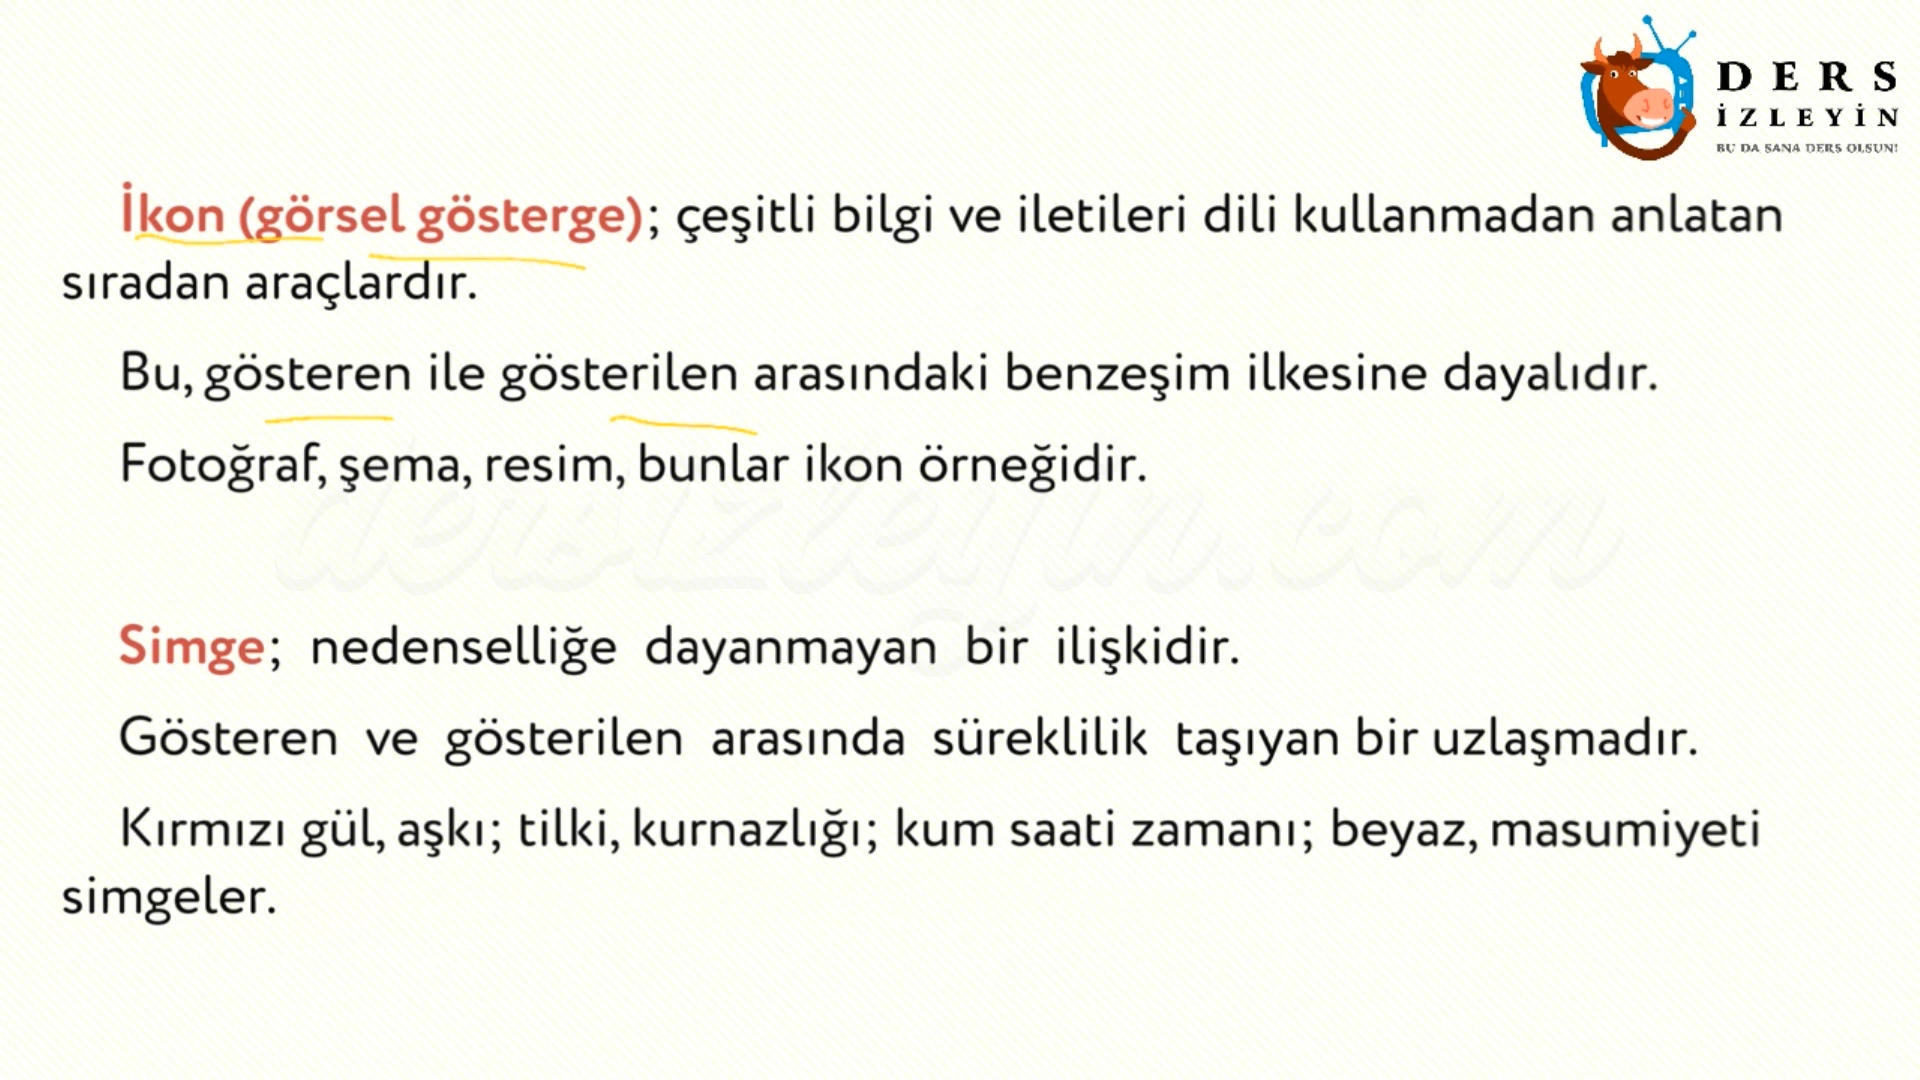 DERS
İZLEYİN
BU DA SANA DERS OLSUN!
İkon (görsel gösterge); çeşitli bilgi ve iletileri dili kullanmadan anlatan
sıradan araçlardır.
Bu, gösteren ile gösterilen arasındaki benzeşim ilkesine dayalıdır.
Fotoğraf, şema, resim, bunlar ikon örneğidir.
dersizleyin.com
Simge; nedenselliğe dayanmayan bir ilişkidir.
Gösteren ve gösterilen arasında süreklilik taşıyan bir uzlaşmadır.
Kırmızı gül, aşkı; tilki, kurnazlığı; kum saati zamanı; beyaz, masumiyeti
simgeler.